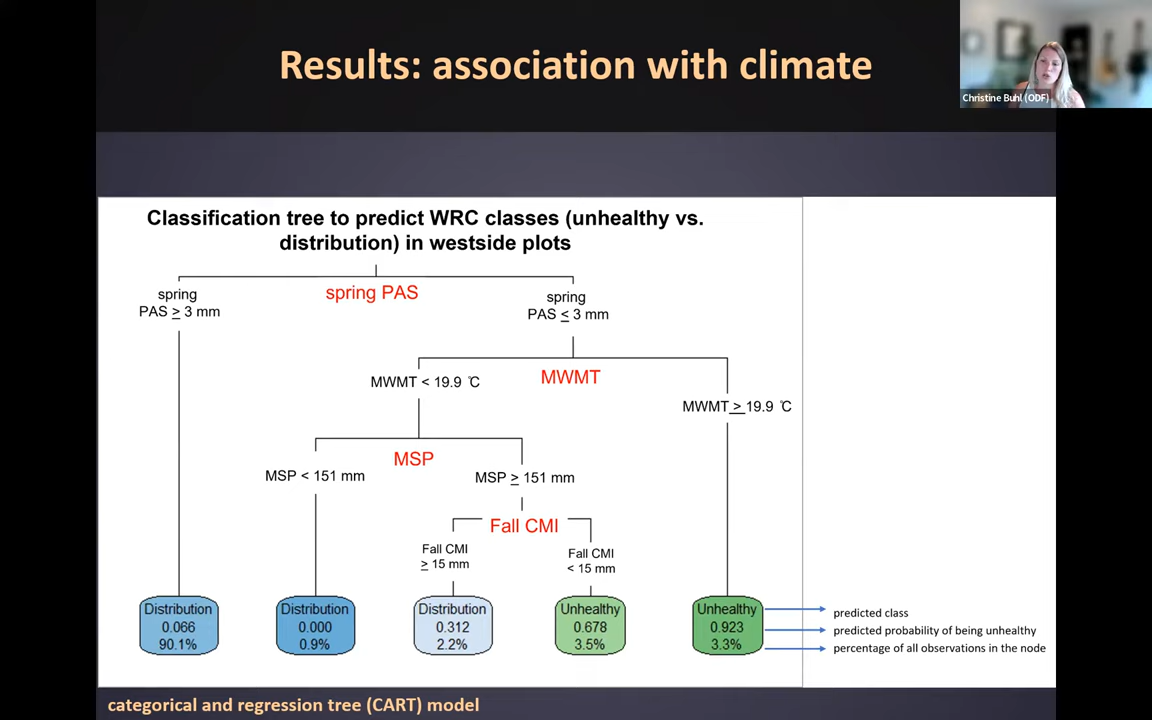 Results: association with climate
Christine Buhl (ODF)
Classification tree to predict WRC classes (unhealthy vs.
distribution) in westside plots
spring
PAS ≥ 3 mm
spring PAS
spring
PAS ≤ 3 mm
MWMT < 19.9 ℃
MWMT
MWMT ≥ 19.9 ℃
MSP < 151 mm
MSP
MSP ≥ 151 mm
Fall CMI
Fall CMI
≥ 15 mm
Fall CMI
< 15 mm
Distribution
0.066
90.1%
Distribution
0.000
0.9%
Distribution
0.312
2.2%
Unhealthy
0.678
3.5%
Unhealthy
0.923
3.3%
predicted class
predicted probability of being unhealthy
percentage of all observations in the node
categorical and regression tree (CART) model